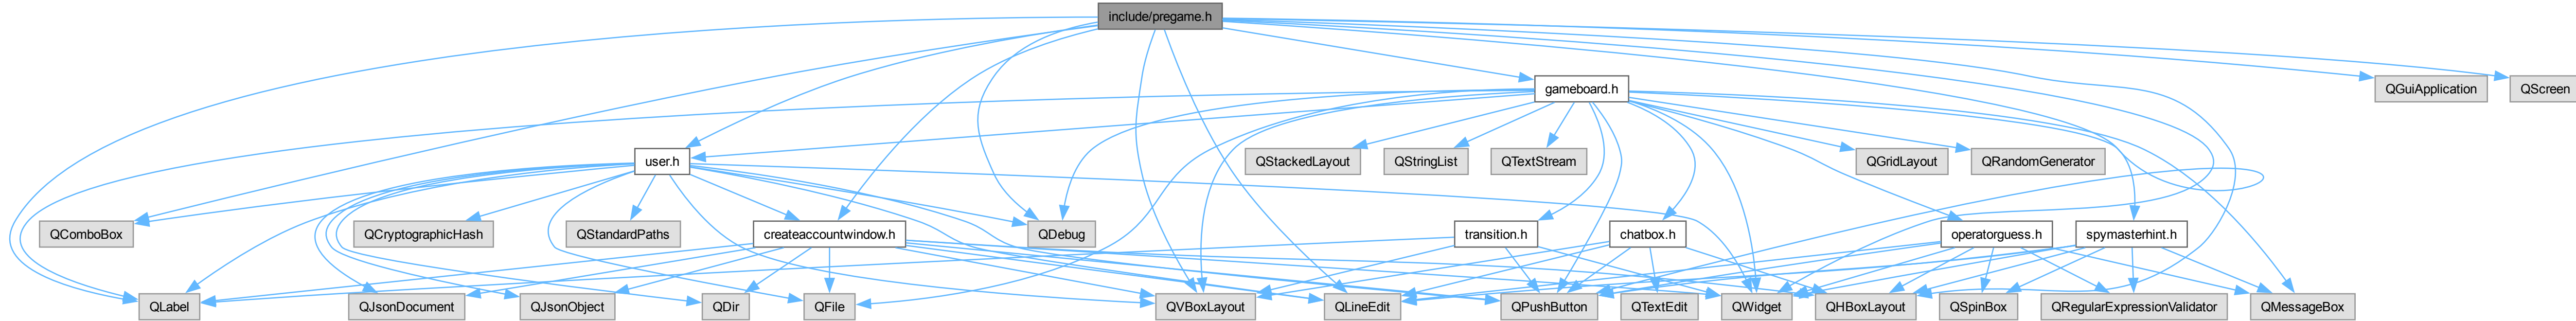 include/pregame.h
gameboard.h
QGuiApplication
QScreen
user.h
QStackedLayout
QStringList
QTextStream
QGridLayout
QRandomGenerator
QComboBox
QCryptographicHash
QStandardPaths
createaccountwindow.h
QDebug
transition.h
chatbox.h
operatorguess.h
spymasterhint.h
QLabel
QJsonDocument
QJsonObject
QDir
QFile
QVBoxLayout
QLineEdit
QPushButton
QTextEdit
QWidget
QHBoxLayout
QSpinBox
QRegularExpressionValidator
QMessageBox